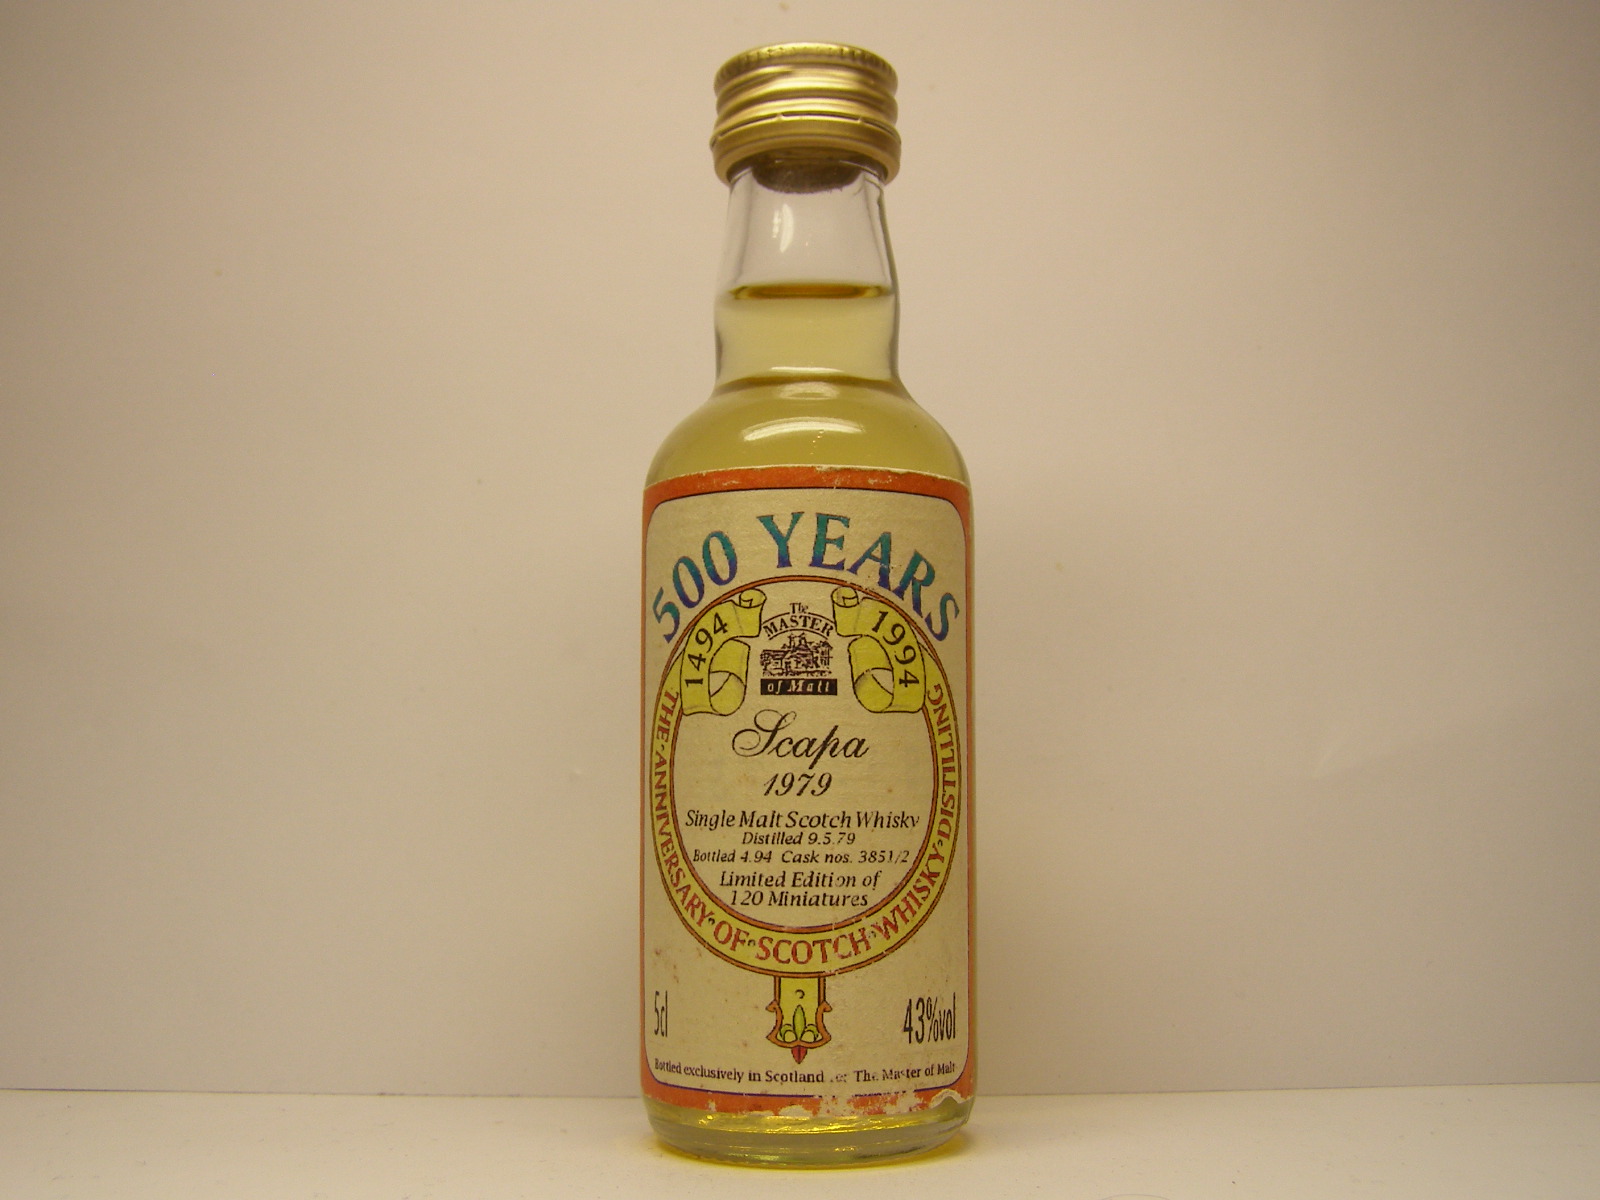 500 YEARS
1494
1994
The
MASTER
of Malt
THE·ANNIVERSARY·OF·SCOTCH·WHISKY·DISTILLING
Scapa
1979
Single Malt Scotch Whisky
Distilled 9.5.79
Bottled 4.94 Cask nos. 3851/2
Limited Edition of
120 Miniatures
5cl
43%vol
Bottled exclusively in Scotland The Master of Malt